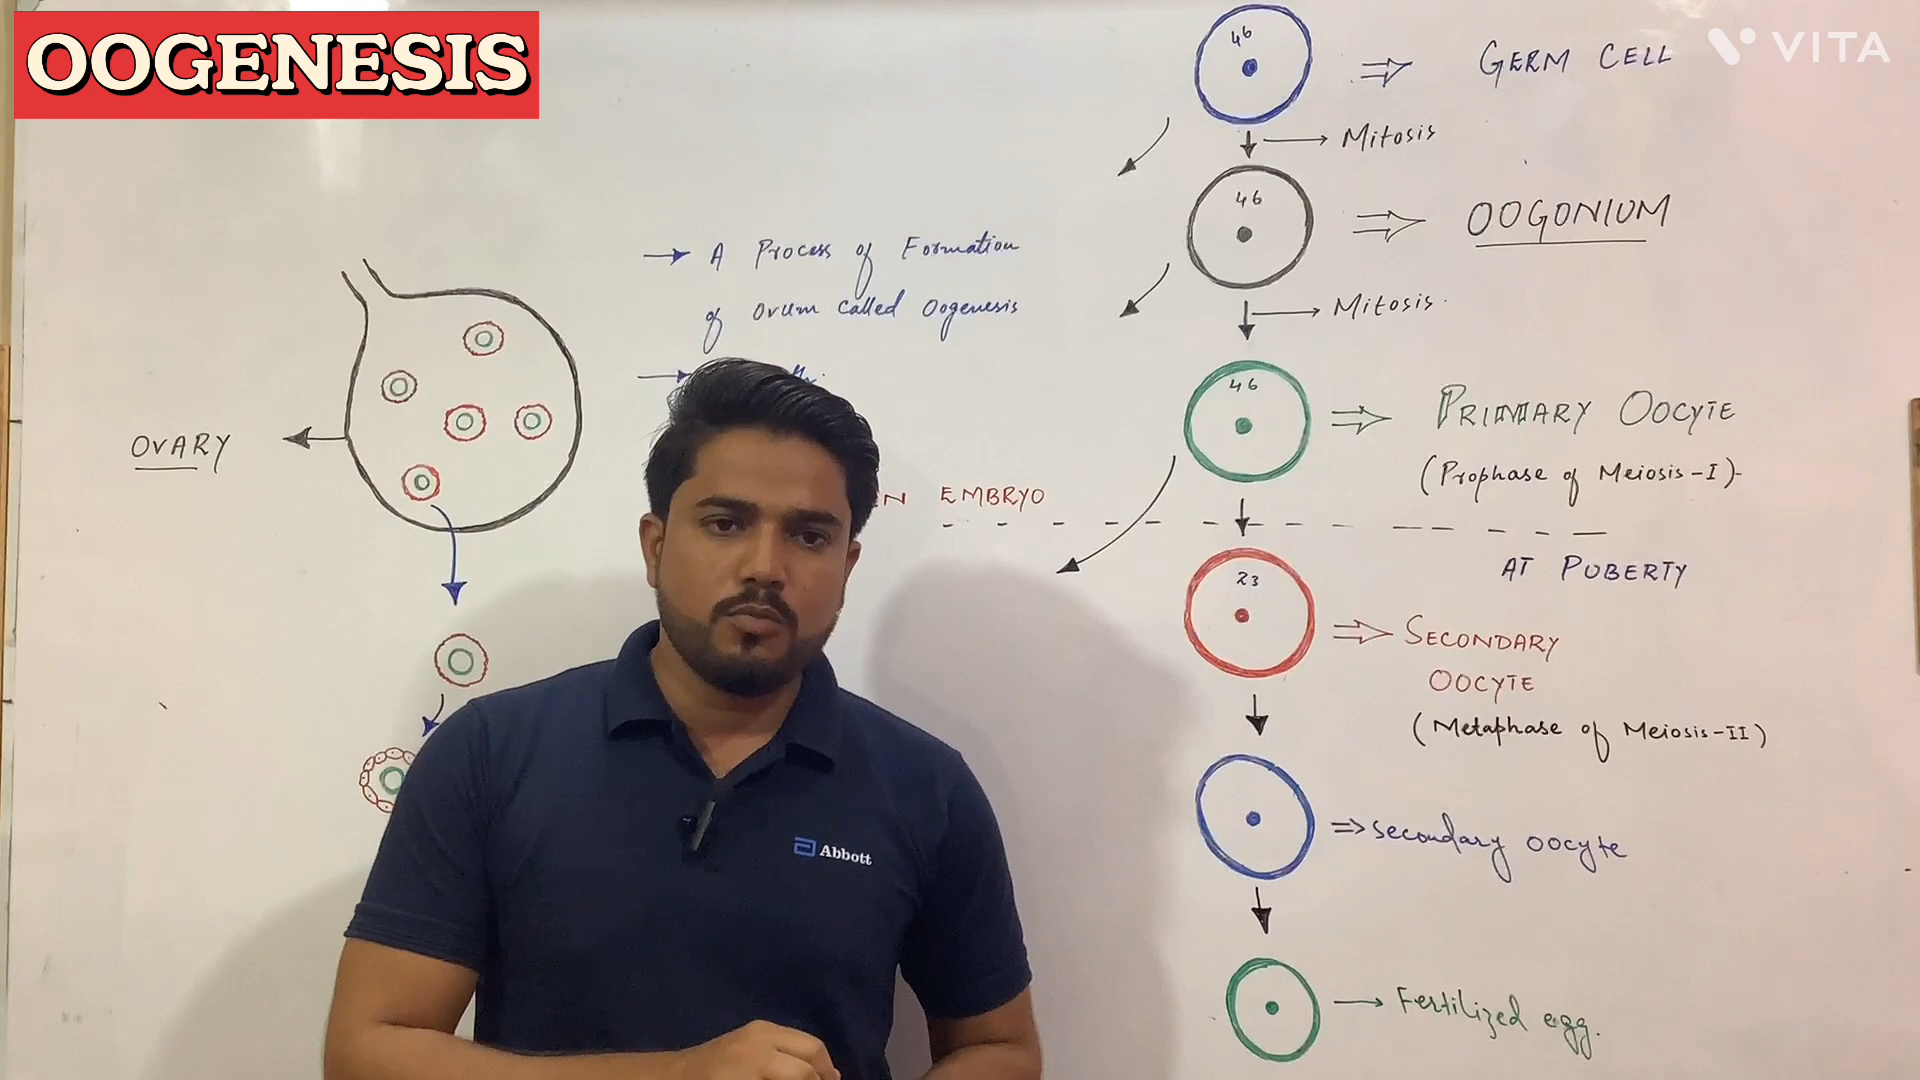 OOGENESIS
VITA
46
GERM CELL
Mitosis
46
OOGONIUM
A Process of Formation
of Ovum called Oogenesis
Mitosis.
46
PRIMARY OOCYTE
(Prophase of Meiosis-I)
OVARY
EMBRYO
AT PUBERTY
23
SECONDARY
OOCYTE
(Metaphase of Meiosis-II)
secondary oocyte
Abbott
Fertilized egg.